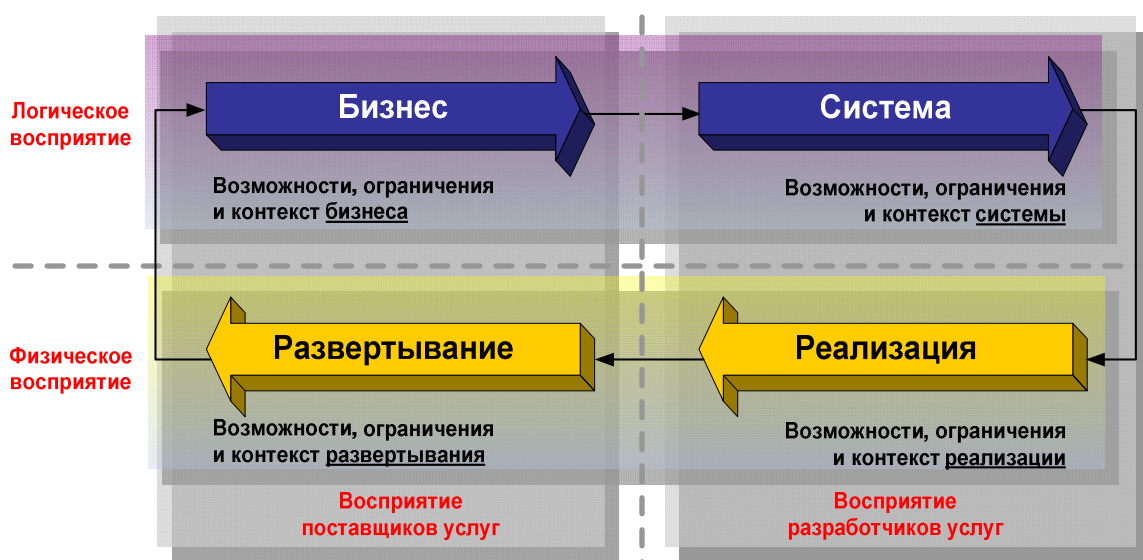 Логическое
восприятие
Бизнес
Система
Возможности, ограничения
и контекст бизнеса
Возможности, ограничения
и контекст системы
Физическое
восприятие
Развертывание
Реализация
Возможности, ограничения
и контекст развертывания
Возможности, ограничения
и контекст реализации
Восприятие
поставщиков услуг
Восприятие
разработчиков услуг